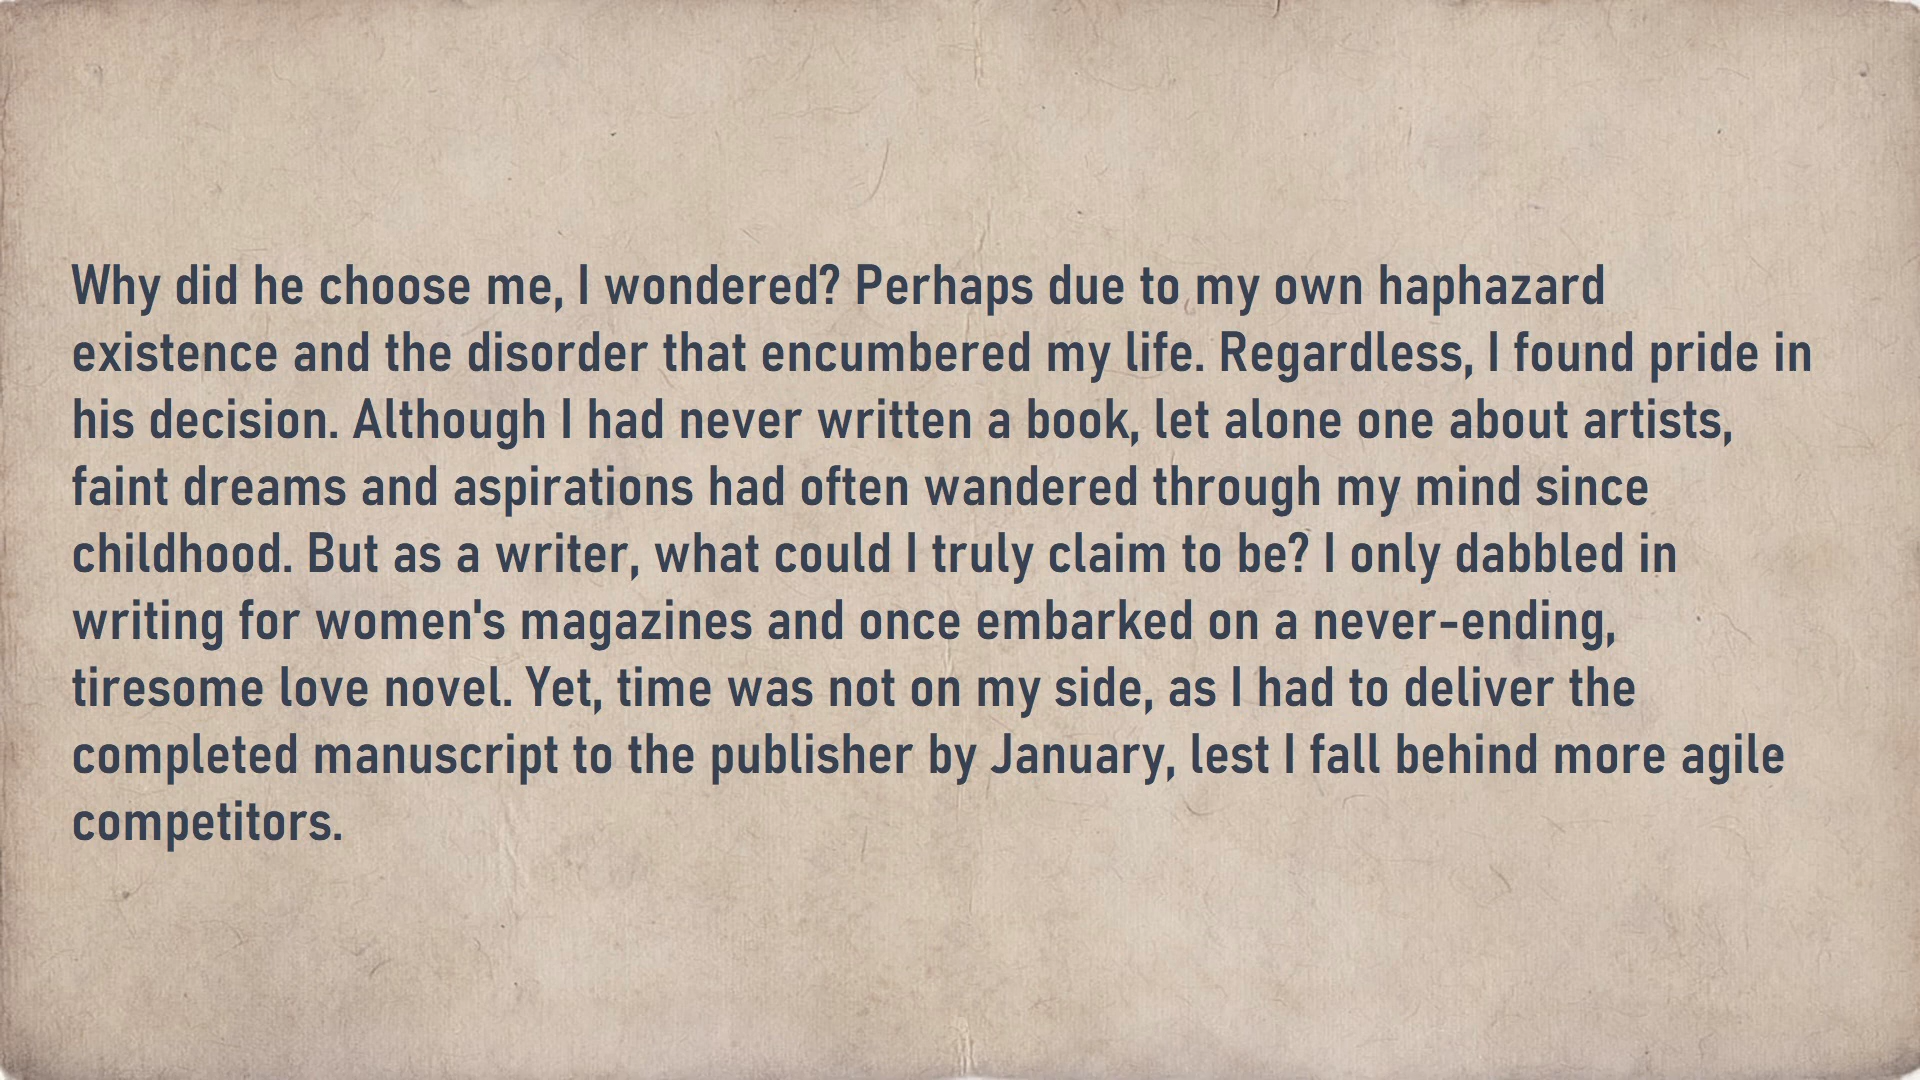 Why did he choose me, I wondered? Perhaps due to my own haphazard
existence and the disorder that encumbered my life. Regardless, I found pride in
his decision. Although I had never written a book, let alone one about artists,
faint dreams and aspirations had often wandered through my mind since
childhood. But as a writer, what could I truly claim to be? I only dabbled in
writing for women's magazines and once embarked on a never-ending,
tiresome love novel. Yet, time was not on my side, as I had to deliver the
completed manuscript to the publisher by January, lest I fall behind more agile
competitors.